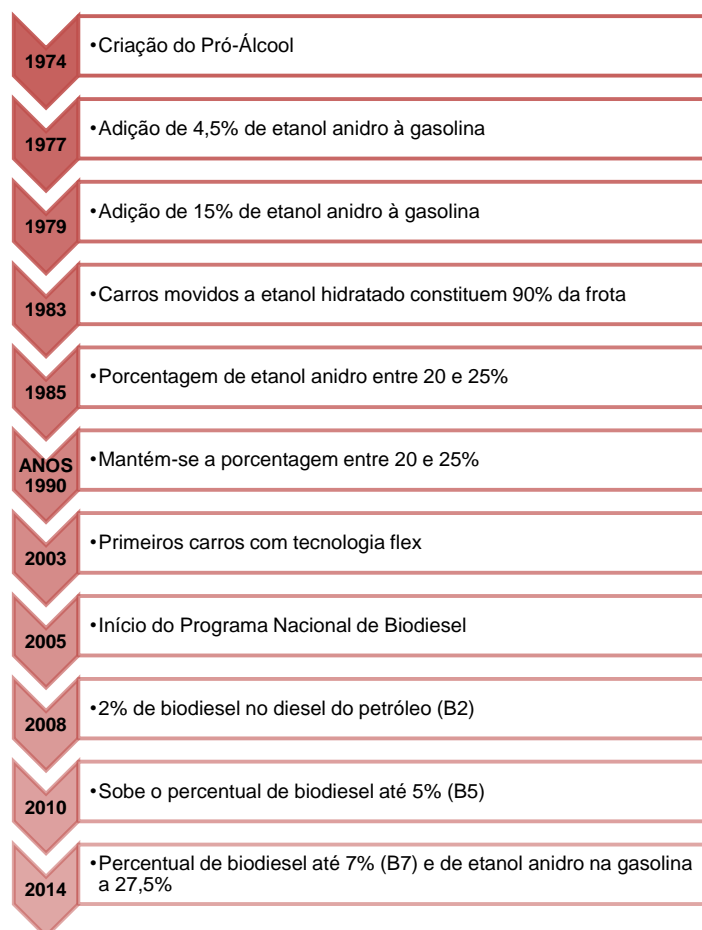 1974
•Criação do Pró-Álcool
1977
•Adição de 4,5% de etanol anidro à gasolina
1979
•Adição de 15% de etanol anidro à gasolina
1983
•Carros movidos a etanol hidratado constituem 90% da frota
1985
•Porcentagem de etanol anidro entre 20 e 25%
ANOS
1990
•Mantém-se a porcentagem entre 20 e 25%
2003
•Primeiros carros com tecnologia flex
2005
•Início do Programa Nacional de Biodiesel
2008
•2% de biodiesel no diesel do petróleo (B2)
2010
•Sobe o percentual de biodiesel até 5% (B5)
2014
•Percentual de biodiesel até 7% (B7) e de etanol anidro na gasolina
a 27,5%